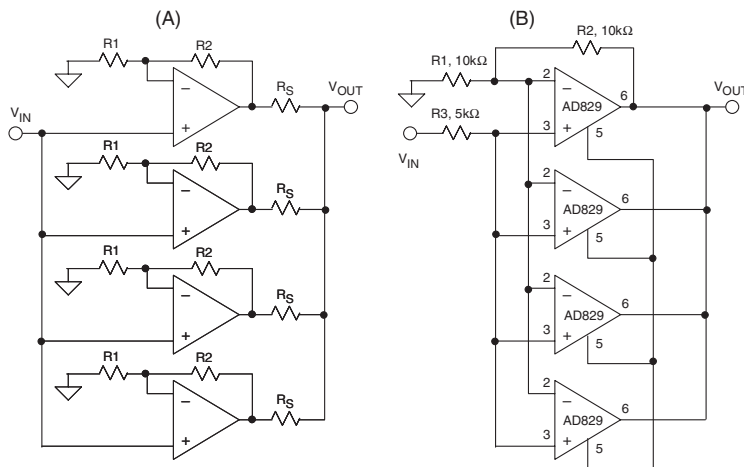 (A)
R1
R2
RS
VIN
VOUT
R1
R2
RS
R1
R2
RS
R1
R2
RS
(B)
R2, 10kΩ
R1, 10kΩ
R3, 5kΩ
VIN
VOUT
2
3
6
5
AD829
2
3
6
5
AD829
2
3
6
5
AD829
2
3
6
5
AD829